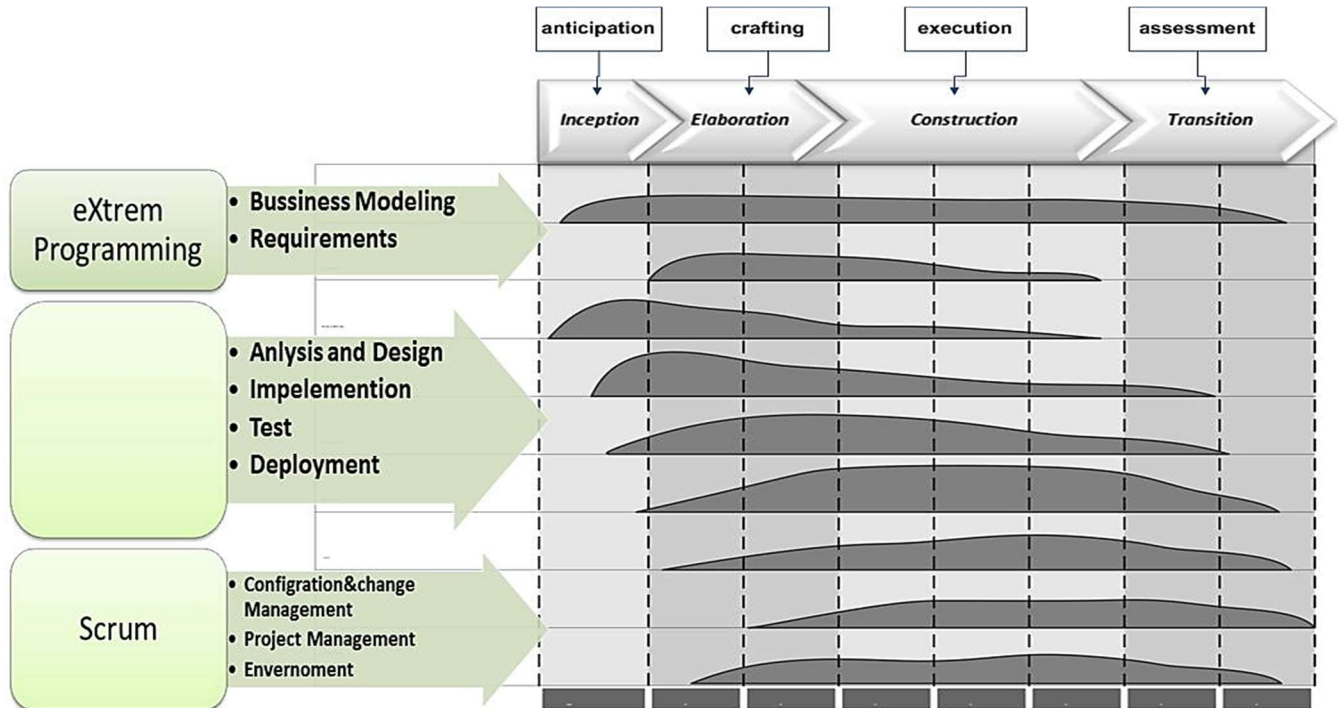 anticipation
crafting
execution
assessment
Inception
Elaboration
Construction
Transition
eXtrem
Programming
• Bussiness Modeling
• Requirements
• Anlysis and Design
• Impelemention
• Test
• Deployment
Scrum
• Configration&change
Management
• Project Management
• Envernoment